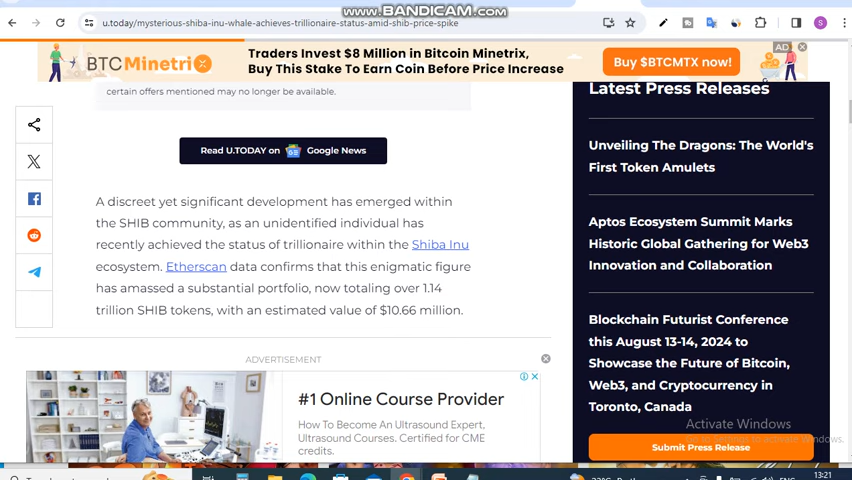 www.BANDICAM.com
u.today/mysterious-shiba-inu-whale-achieves-trillionaire-status-amid-shib-price-spike
S
BTCMinetrix
Traders Invest $8 Million in Bitcoin Minetrix,
Buy This Stake To Earn Coin Before Price Increase
Buy $BTCMTX now!
AD
certain offers mentioned may no longer be available.
Read U.TODAY on Google News
A discreet yet significant development has emerged within
the SHIB community, as an unidentified individual has
recently achieved the status of trillionaire within the Shiba Inu
ecosystem. Etherscan data confirms that this enigmatic figure
has amassed a substantial portfolio, now totaling over 1.14
trillion SHIB tokens, with an estimated value of $10.66 million.
ADVERTISEMENT
#1 Online Course Provider
How To Become An Ultrasound Expert,
Ultrasound Courses. Certified for CME
credits.
Latest Press Releases
Unveiling The Dragons: The World's
First Token Amulets
Aptos Ecosystem Summit Marks
Historic Global Gathering for Web3
Innovation and Collaboration
Blockchain Futurist Conference
this August 13-14, 2024 to
Showcase the Future of Bitcoin,
Web3, and Cryptocurrency in
Toronto, Canada
Activate Windows
Go to Settings to activate Windows.
Submit Press Release
13:21